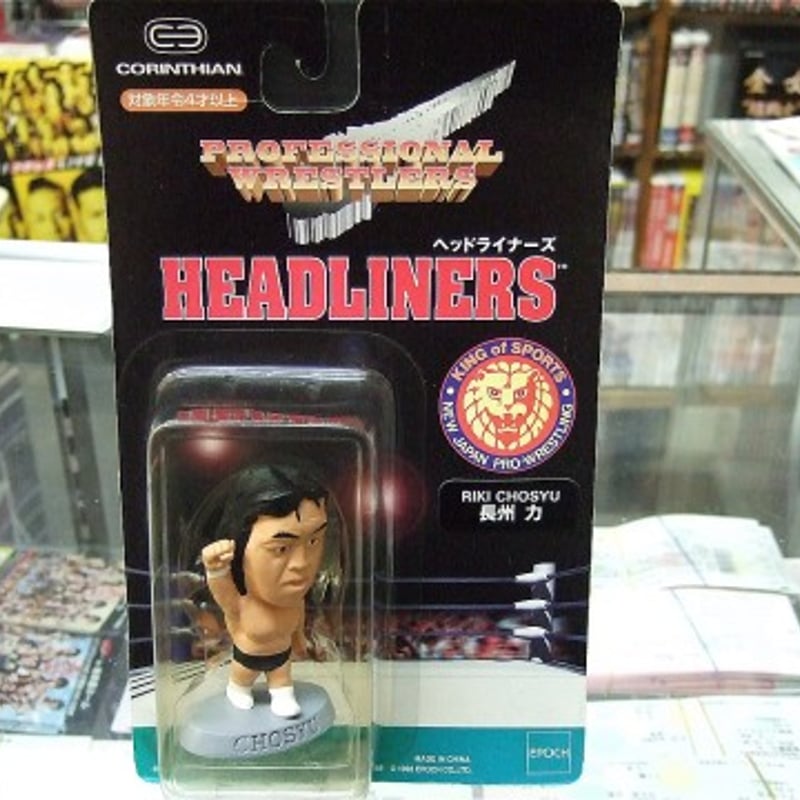 CORINTHIAN
対象年令4才以上
PROFESSIONAL
WRESTLERS
ヘッドライナーズ
HEADLINERS™
KING of SPORTS
NEW JAPAN PRO-WRESTLING
RIKI CHOSYU
長州 力
CHOSYU
MADE IN CHINA
EPOCH